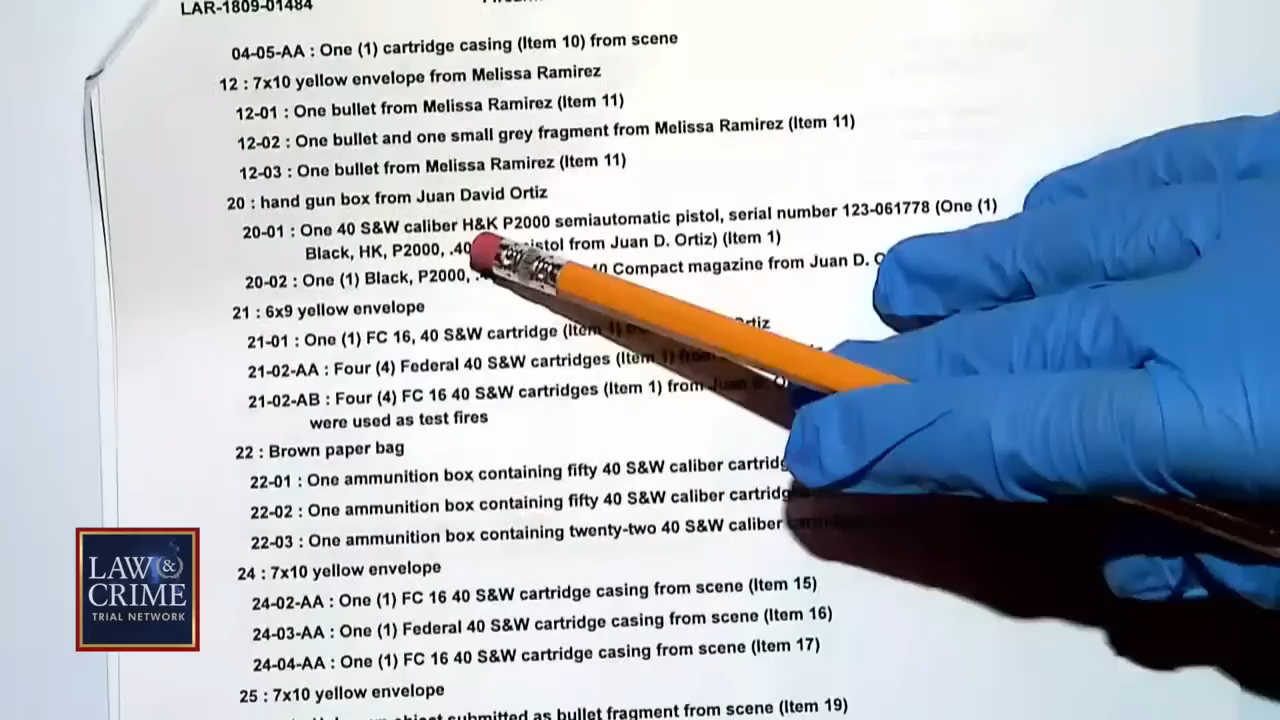 LAR-1809-01484
04-05-AA : One (1) cartridge casing (Item 10) from scene
12 : 7x10 yellow envelope from Melissa Ramirez
12-01 : One bullet from Melissa Ramirez (Item 11)
12-02 : One bullet and one small grey fragment from Melissa Ramirez (Item 11)
12-03 : One bullet from Melissa Ramirez (Item 11)
20 : hand gun box from Juan David Ortiz
20-01 : One 40 S&W caliber H&K P2000 semiautomatic pistol, serial number 123-061778 (One (1)
Black, HK, P2000, .40 pistol from Juan D. Ortiz) (Item 1)
20-02 : One (1) Black, P2000, Compact magazine from Juan D.
21 : 6x9 yellow envelope
21-01 : One (1) FC 16, 40 S&W cartridge (Item 1) Ortiz
21-02-AA : Four (4) Federal 40 S&W cartridges (Item 1) from
21-02-AB : Four (4) FC 16 40 S&W cartridges (Item 1) from Juan D.
were used as test fires
22 : Brown paper bag
22-01 : One ammunition box containing fifty 40 S&W caliber
22-02 : One ammunition box containing fifty 40 S&W caliber
22-03 : One ammunition box containing twenty-two 40 S&W caliber
24 : 7x10 yellow envelope
24-02-AA : One (1) FC 16 40 S&W cartridge casing from scene (Item 15)
24-03-AA : One (1) Federal 40 S&W cartridge casing from scene (Item 16)
24-04-AA : One (1) FC 16 40 S&W cartridge casing from scene (Item 17)
25 : 7x10 yellow envelope
object submitted as bullet fragment from scene (Item 19)
LAW &
CRIME
TRIAL NETWORK